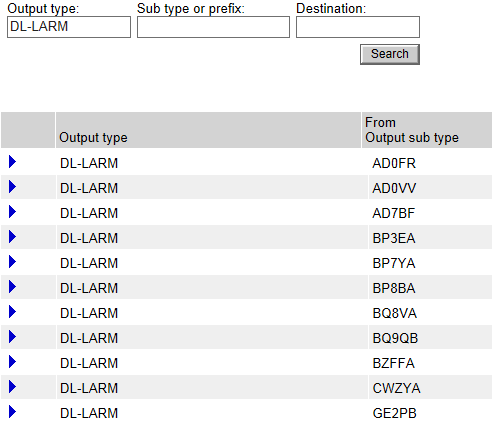 Output type: Sub type or prefix: Destination:
DL-LARM
Search
From
Output type Output sub type
DL-LARM AD0FR
DL-LARM AD0VV
DL-LARM AD7BF
DL-LARM BP3EA
DL-LARM BP7YA
DL-LARM BP8BA
DL-LARM BQ8VA
DL-LARM BQ9QB
DL-LARM BZFFA
DL-LARM CWZYA
DL-LARM GE2PB